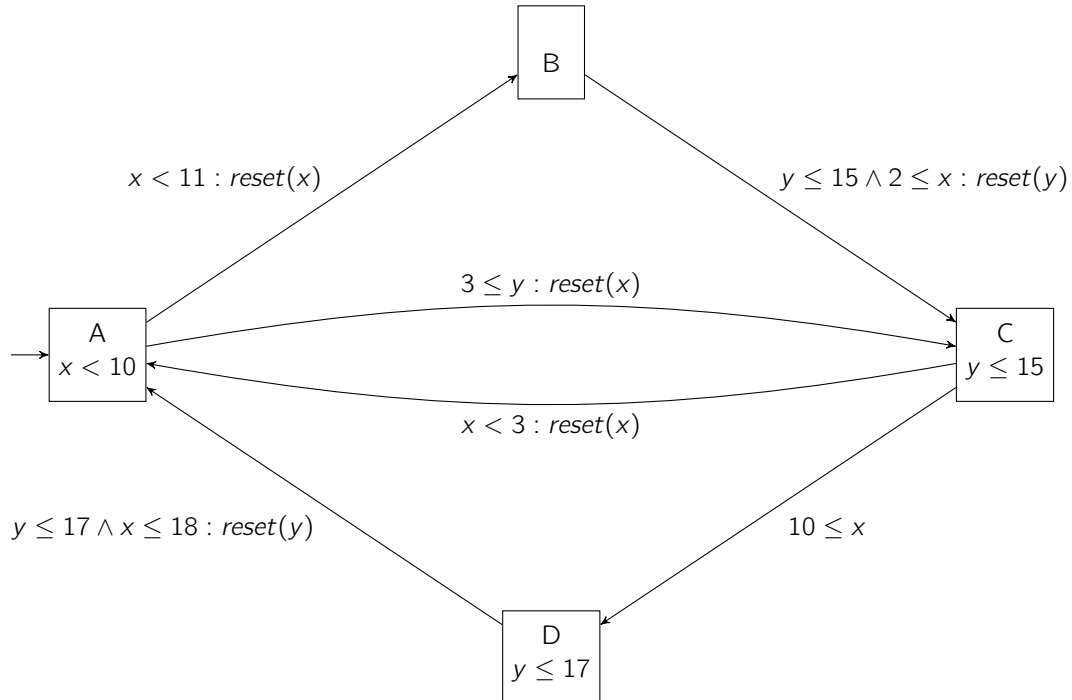 B
x < 11 : reset(x)
y ≤ 15 ∧ 2 ≤ x : reset(y)
3 ≤ y : reset(x)
A
x < 10
C
y ≤ 15
x < 3 : reset(x)
y ≤ 17 ∧ x ≤ 18 : reset(y)
10 ≤ x
D
y ≤ 17